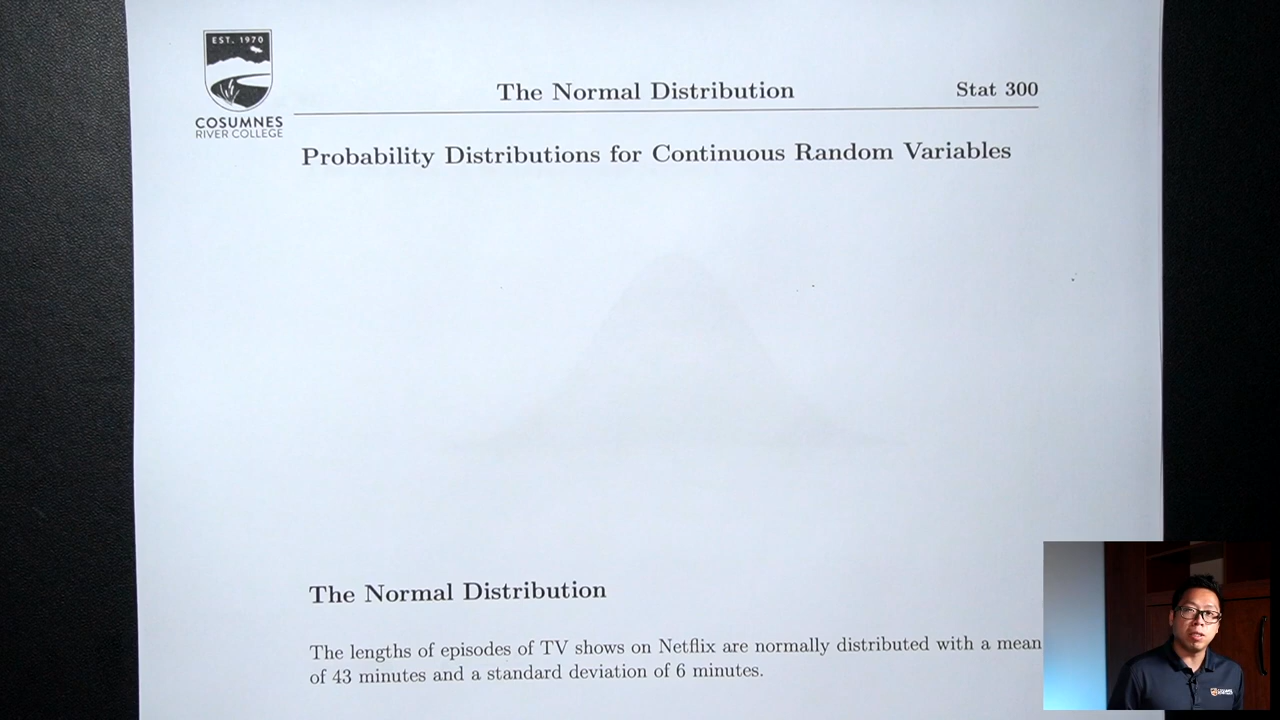 EST. 1970
COSUMNES
RIVER COLLEGE
The Normal Distribution
Stat 300
Probability Distributions for Continuous Random Variables
The Normal Distribution
The lengths of episodes of TV shows on Netflix are normally distributed with a mean
of 43 minutes and a standard deviation of 6 minutes.